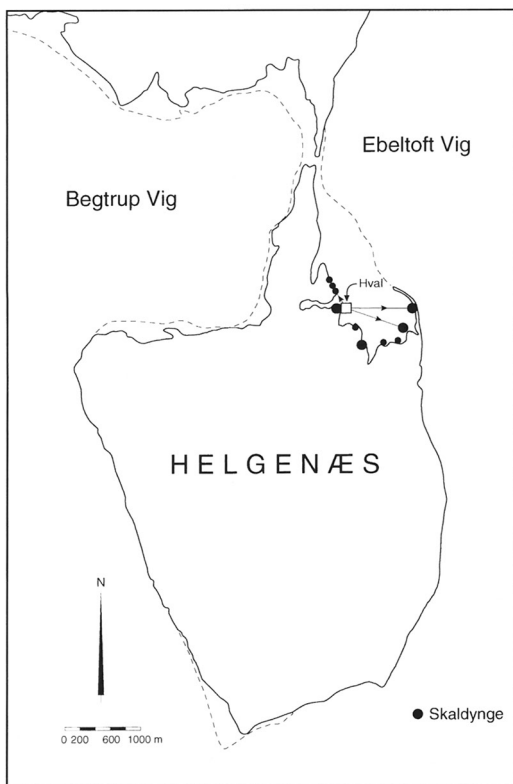 Ebeltoft Vig
Begtrup Vig
Hval
HELGENÆS
N
0 200 600 1000 m
Skaldynge